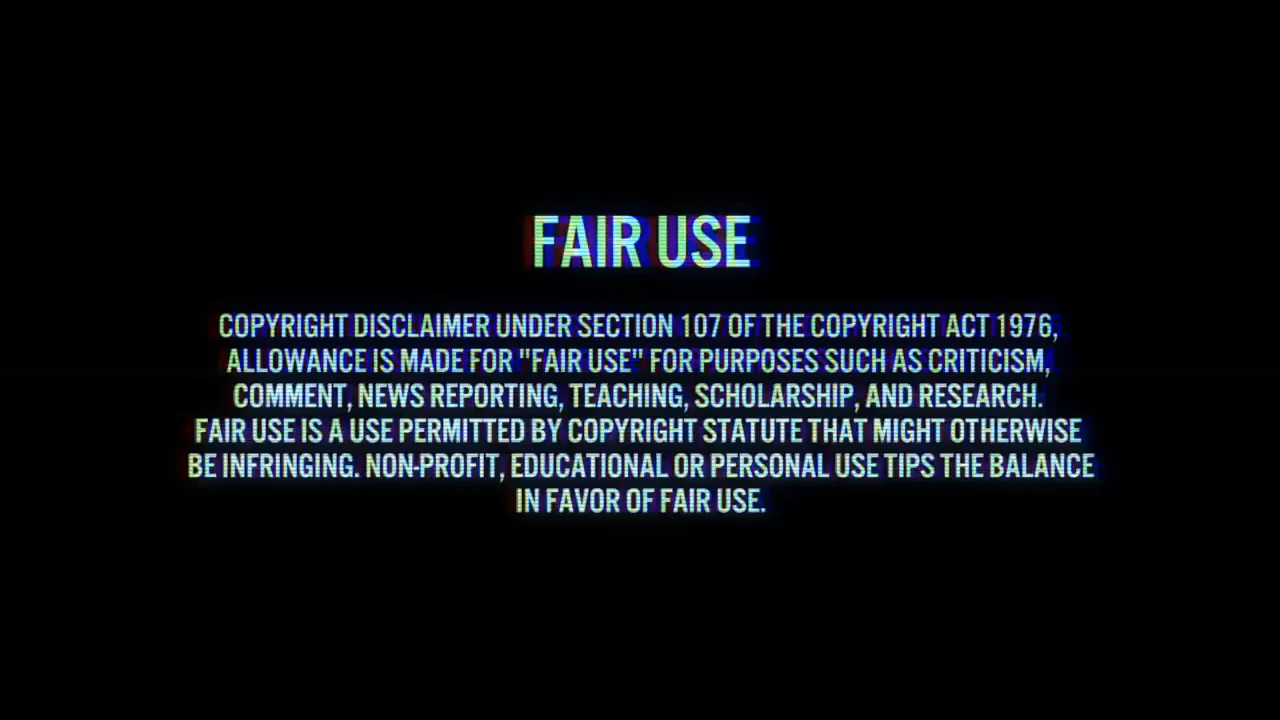 FAIR USE
COPYRIGHT DISCLAIMER UNDER SECTION 107 OF THE COPYRIGHT ACT 1976,
ALLOWANCE IS MADE FOR "FAIR USE" FOR PURPOSES SUCH AS CRITICISM,
COMMENT, NEWS REPORTING, TEACHING, SCHOLARSHIP, AND RESEARCH.
FAIR USE IS A USE PERMITTED BY COPYRIGHT STATUTE THAT MIGHT OTHERWISE
BE INFRINGING. NON-PROFIT, EDUCATIONAL OR PERSONAL USE TIPS THE BALANCE
IN FAVOR OF FAIR USE.